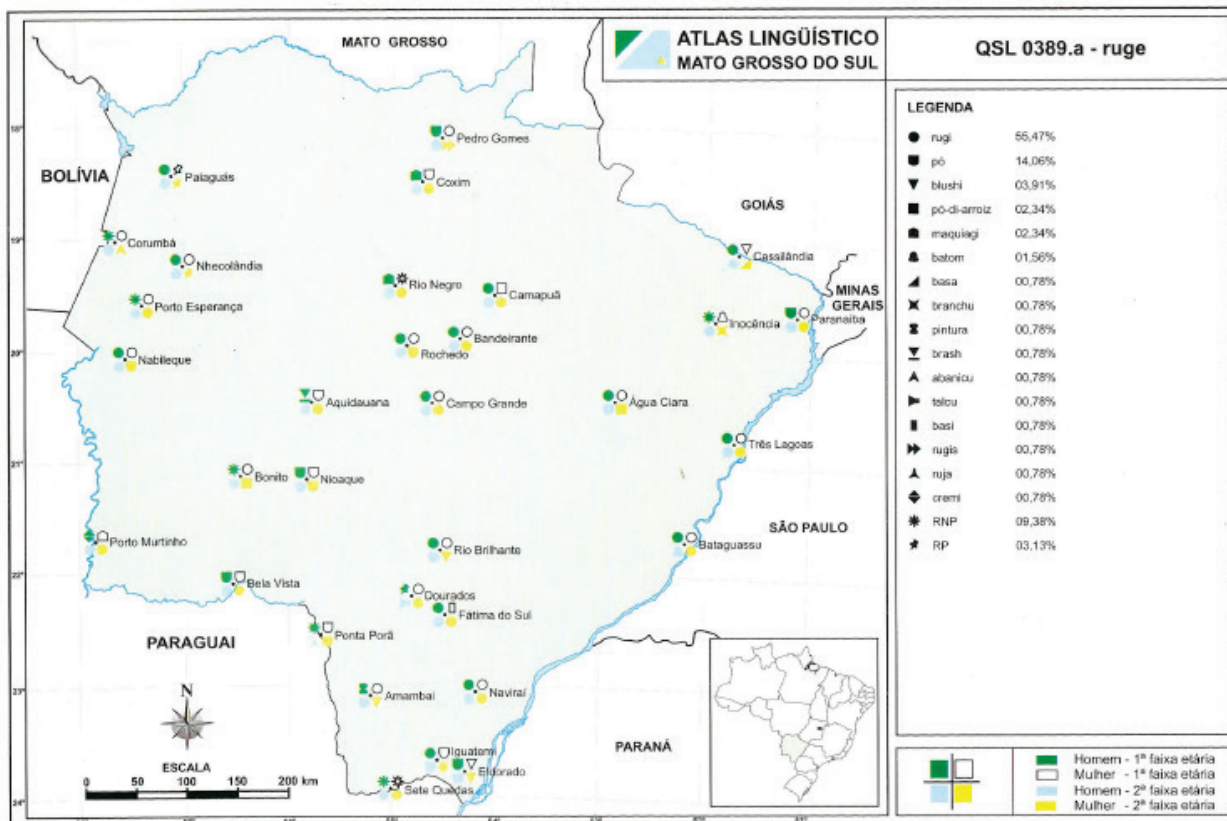 MATO GROSSO
ATLAS LINGÜÍSTICO
MATO GROSSO DO SUL
QSL 0389.a - ruge
LEGENDA
rugi 55,47%
pó 14,06%
blushi 03,91%
pó-di-arroiz 02,34%
maquiagi 02,34%
batom 01,56%
basa 00,78%
branchu 00,78%
pintura 00,78%
brash 00,78%
abanicu 00,78%
talcu 00,78%
basi 00,78%
rugis 00,78%
ruja 00,78%
cremi 00,78%
RNP 09,38%
RP 03,13%
18°
Pedro Gomes
BOLÍVIA
Paiaguás
Coxim
GOIÁS
19°
Corumbá
Nhecolândia
Cassilândia
Rio Negro
Camapuã
MINAS
GERAIS
Porto Esperança
Inocência
Paranaíba
Bandeirante
20°
Rochedo
Nabileque
Aquidauana
Campo Grande
Água Clara
Três Lagoas
21°
Bonito
Nioaque
SÃO PAULO
Porto Murtinho
Rio Brilhante
Bataguassu
22°
Bela Vista
Dourados
Fátima do Sul
Ponta Porã
PARAGUAI
N
23°
Amambai
Naviraí
PARANÁ
Iguatemi
Eldorado
ESCALA
0 50 100 150 200 km
Sete Quedas
24°
Homem - 1ª faixa etária
Mulher - 1ª faixa etária
Homem - 2ª faixa etária
Mulher - 2ª faixa etária